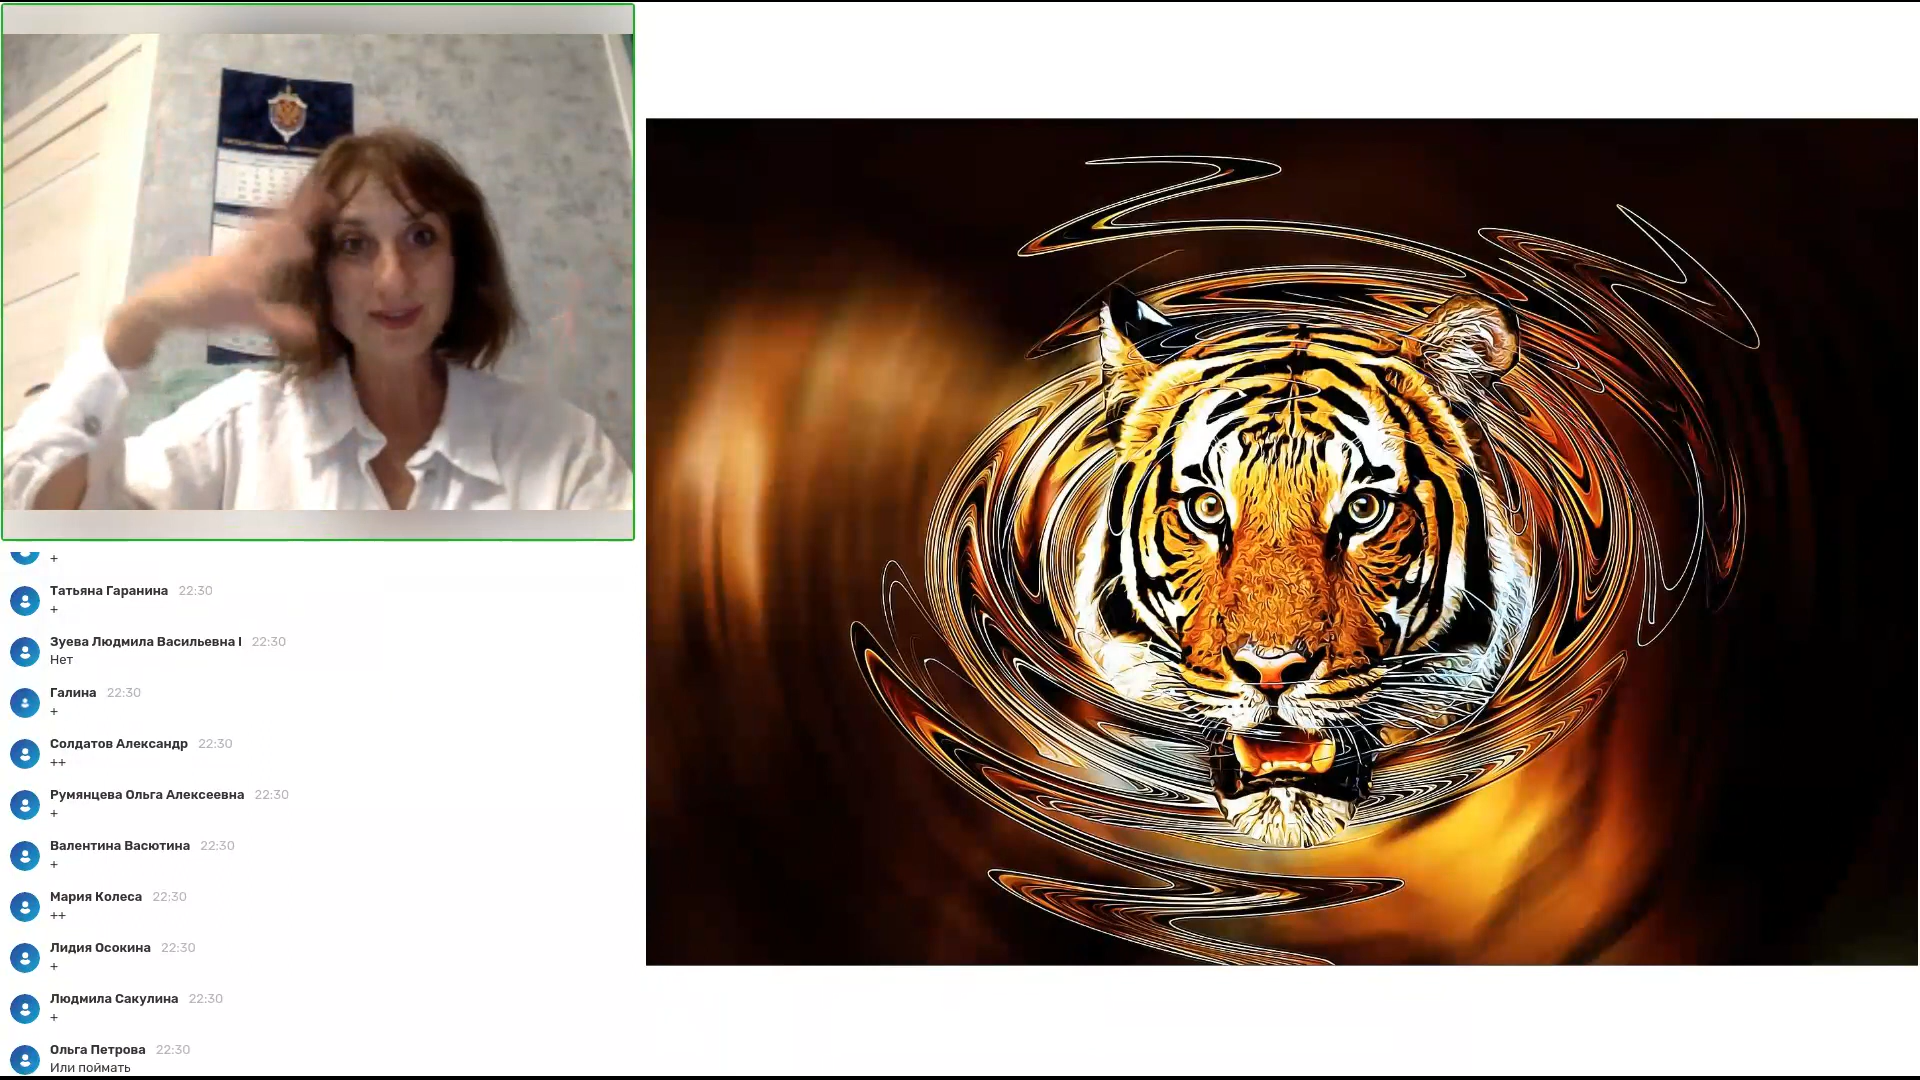 +
Татьяна Гаранина 22:30
+
Зуева Людмила Васильевна I 22:30
Нет
Галина 22:30
+
Солдатов Александр 22:30
++
Румянцева Ольга Алексеевна 22:30
+
Валентина Васютина 22:30
+
Мария Колеса 22:30
++
Лидия Осокина 22:30
+
Людмила Сакулина 22:30
+
Ольга Петрова 22:30
Или поймать